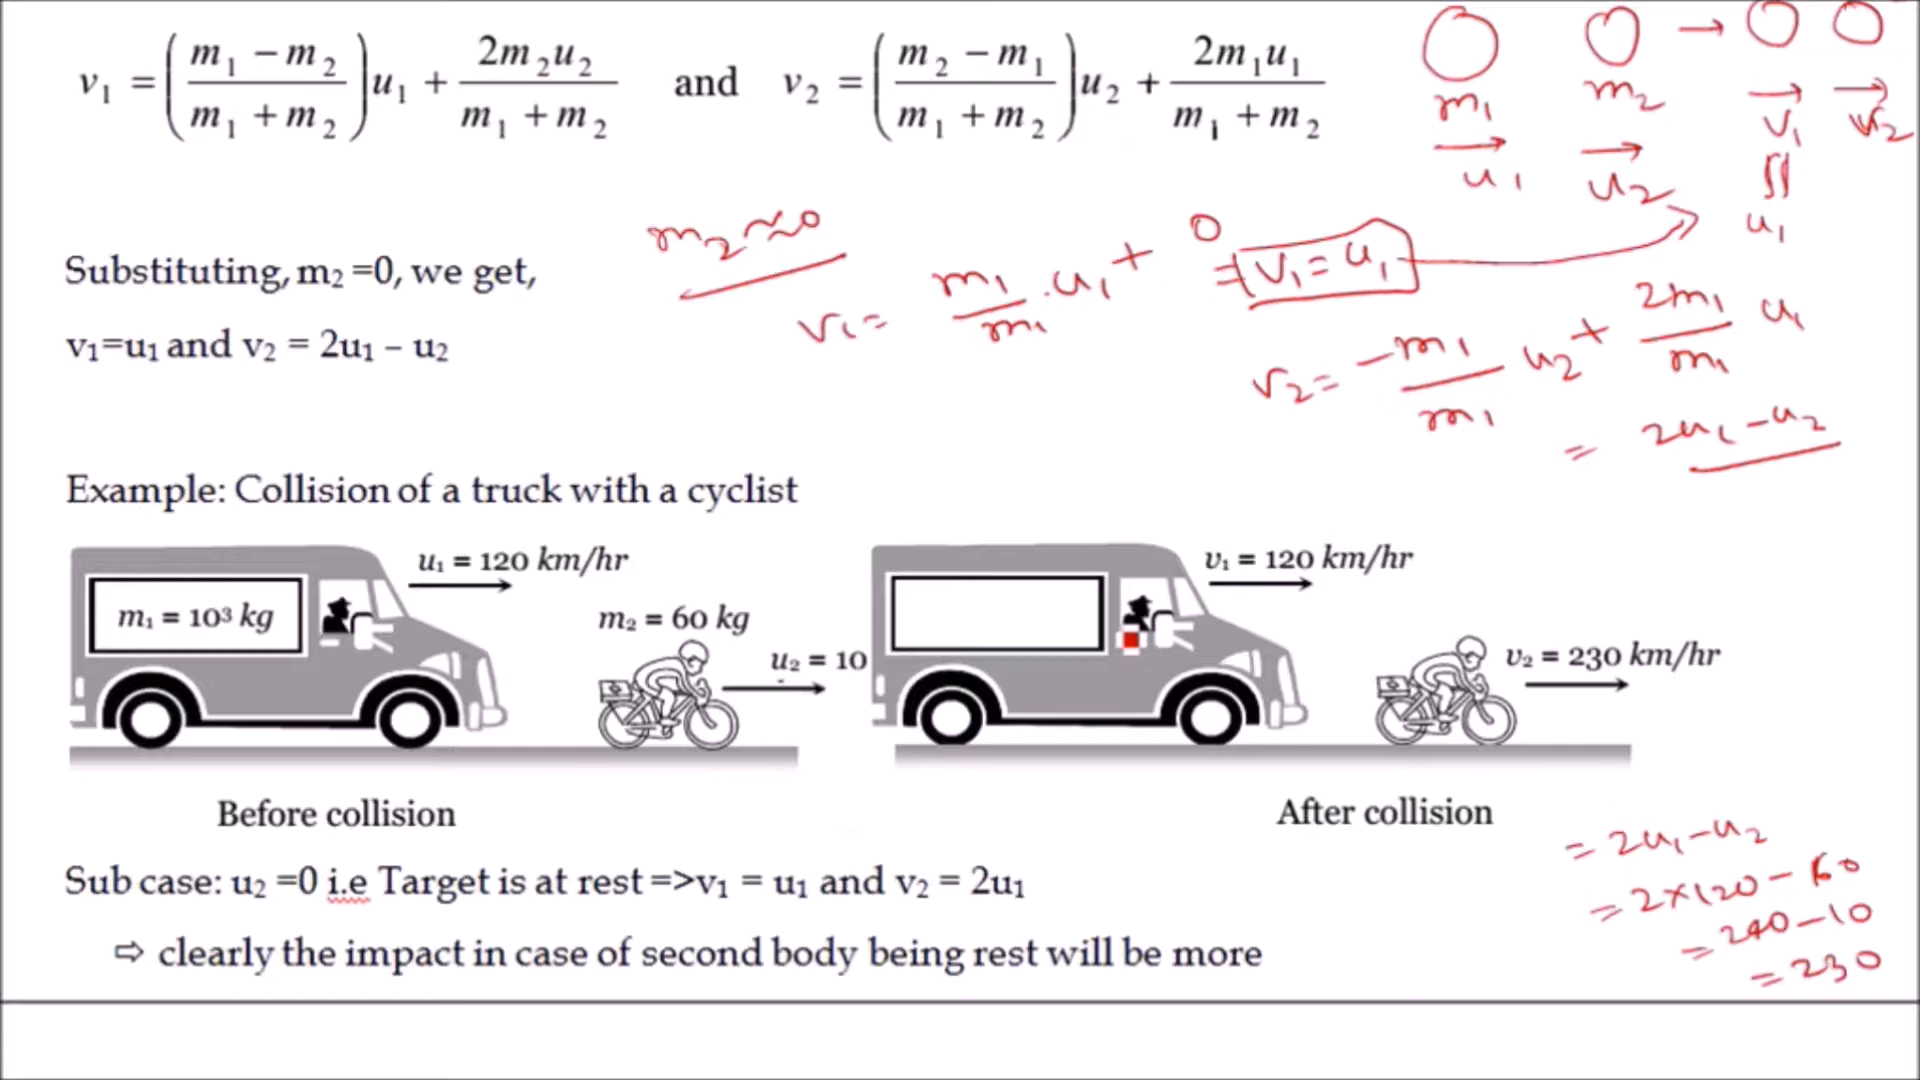 v₁ = ((m₁ − m₂)/(m₁ + m₂)) u₁ + 2m₂u₂/(m₁ + m₂) and v₂ = ((m₂ − m₁)/(m₁ + m₂)) u₂ + 2m₁u₁/(m₁ + m₂)
m₁ m₂ → v₁ v₂
u₁ u₂
u₁
m₂≈0
Substituting, m₂ =0, we get,
v₁ = m₁/m₁ . u₁ + 0 ⇒ v₁ = u₁
v₁=u₁ and v₂ = 2u₁ – u₂
v₂ = −m₁/m₁ u₂ + 2m₁/m₁ u₁
= 2u₁ − u₂
Example: Collision of a truck with a cyclist
u₁ = 120 km/hr
m₁ = 10³ kg
m₂ = 60 kg
u₂ = 10
v₁ = 120 km/hr
v₂ = 230 km/hr
Before collision
After collision
= 2u₁ − u₂
= 2×120 −
= 240 − 10
= 230
Sub case: u₂ =0 i.e Target is at rest =>v₁ = u₁ and v₂ = 2u₁
⇨ clearly the impact in case of second body being rest will be more